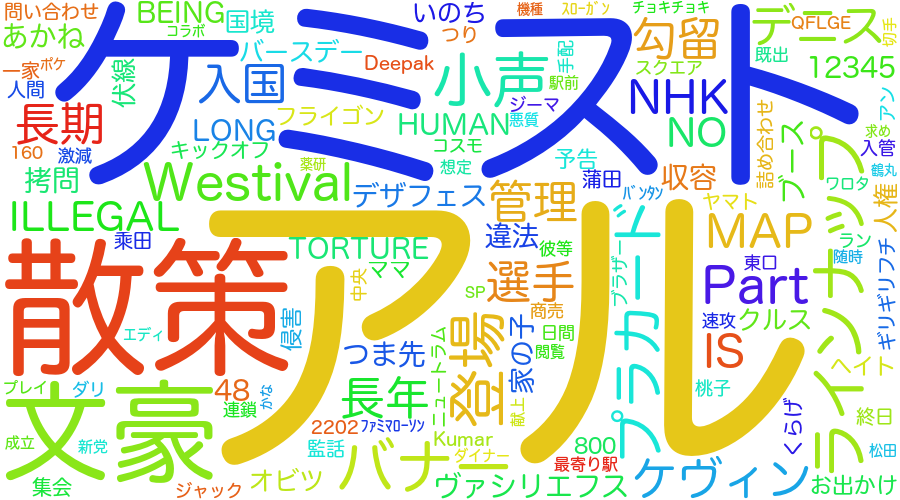 問い合わせ
BEING
コラボ
国境
いのち
つり
機種
スローガン
チョキチョキ
デース
QFLGE
切手
あかね
一家
ポケ
人間
伏線
入国
バースデー
Deepak
小声
手配
駅前
勾留
スクエア
既出
12345
長期
ケミスト
フライゴン
ジーマ
悪質
NHK
アン
160
激減
LONG
HUMAN
NO
詰め合わせ
ブース
求め
入管
拷問
キックオフ
薬研
コスモ
想定
予告
蒲田
収容
鶴丸
ワロタ
Westival
デザフェス
管理
バンタン
ヤマト
人権
ILLEGAL
乗田
TORTURE
違法
彼等
MAP
ラン
随時
散策
アル
ママ
中央
SP
選手
ブラザー
東口
Part
ギリギリフチ
エディ
侵害
商売
速攻
クルス
ラインナップ
つま先
登場
家の子
日間
閲覧
プラカード
IS
ヘイト
プレイ
ダリ
48
連鎖
かな
長年
ニュートラム
献上
桃子
文豪
2202
ファミマローソン
くらげ
終日
成立
新党
監話
バナー
Kumar
ダイナー
800
最寄り駅
松田
集会
ジャック
オビツ
ヴァシリエフス
ケヴィン
お出かけ